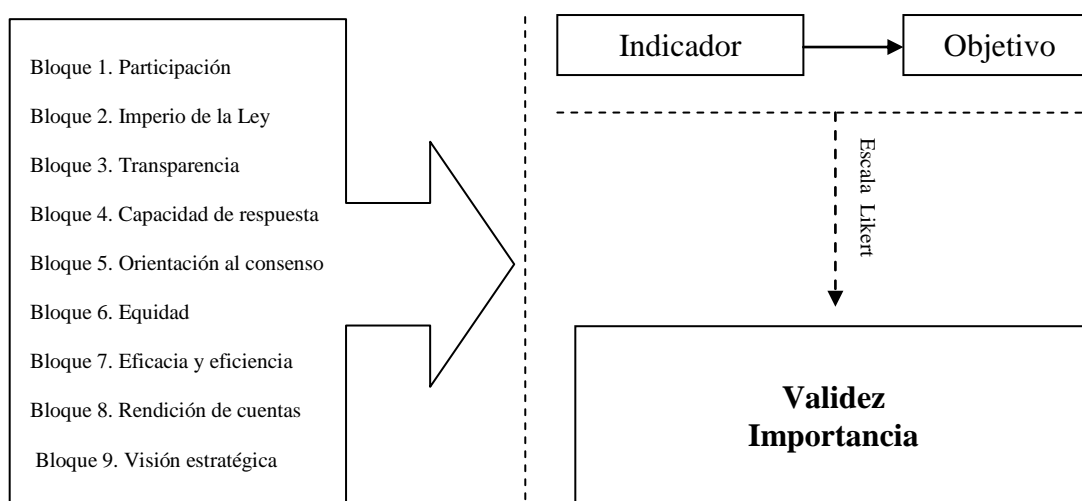 Bloque 1. Participación
Bloque 2. Imperio de la Ley
Bloque 3. Transparencia
Bloque 4. Capacidad de respuesta
Bloque 5. Orientación al consenso
Bloque 6. Equidad
Bloque 7. Eficacia y eficiencia
Bloque 8. Rendición de cuentas
Bloque 9. Visión estratégica
Indicador
Objetivo
Escala Likert
Validez
Importancia